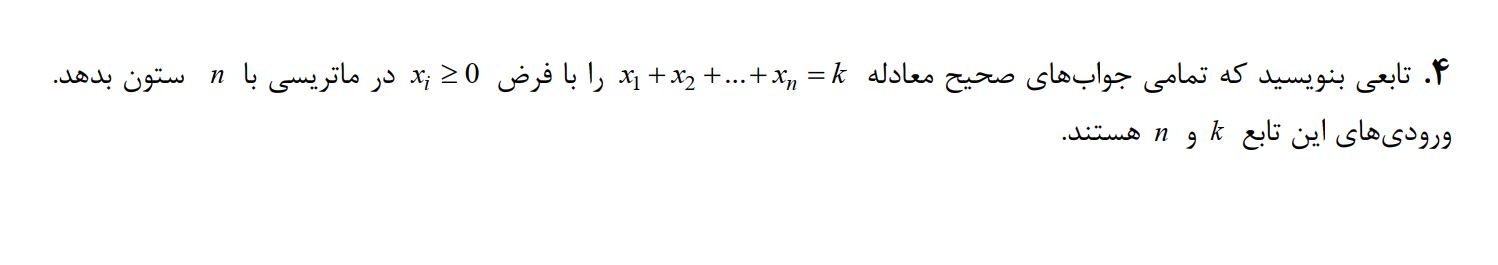 ۴. تابعی بنویسید که تمامی جواب‌های صحیح معادله x₁ + x₂ + ... + xₙ = k را با فرض xᵢ ≥ 0 در ماتریسی با n ستون بدهد.
ورودی‌های این تابع k و n هستند.